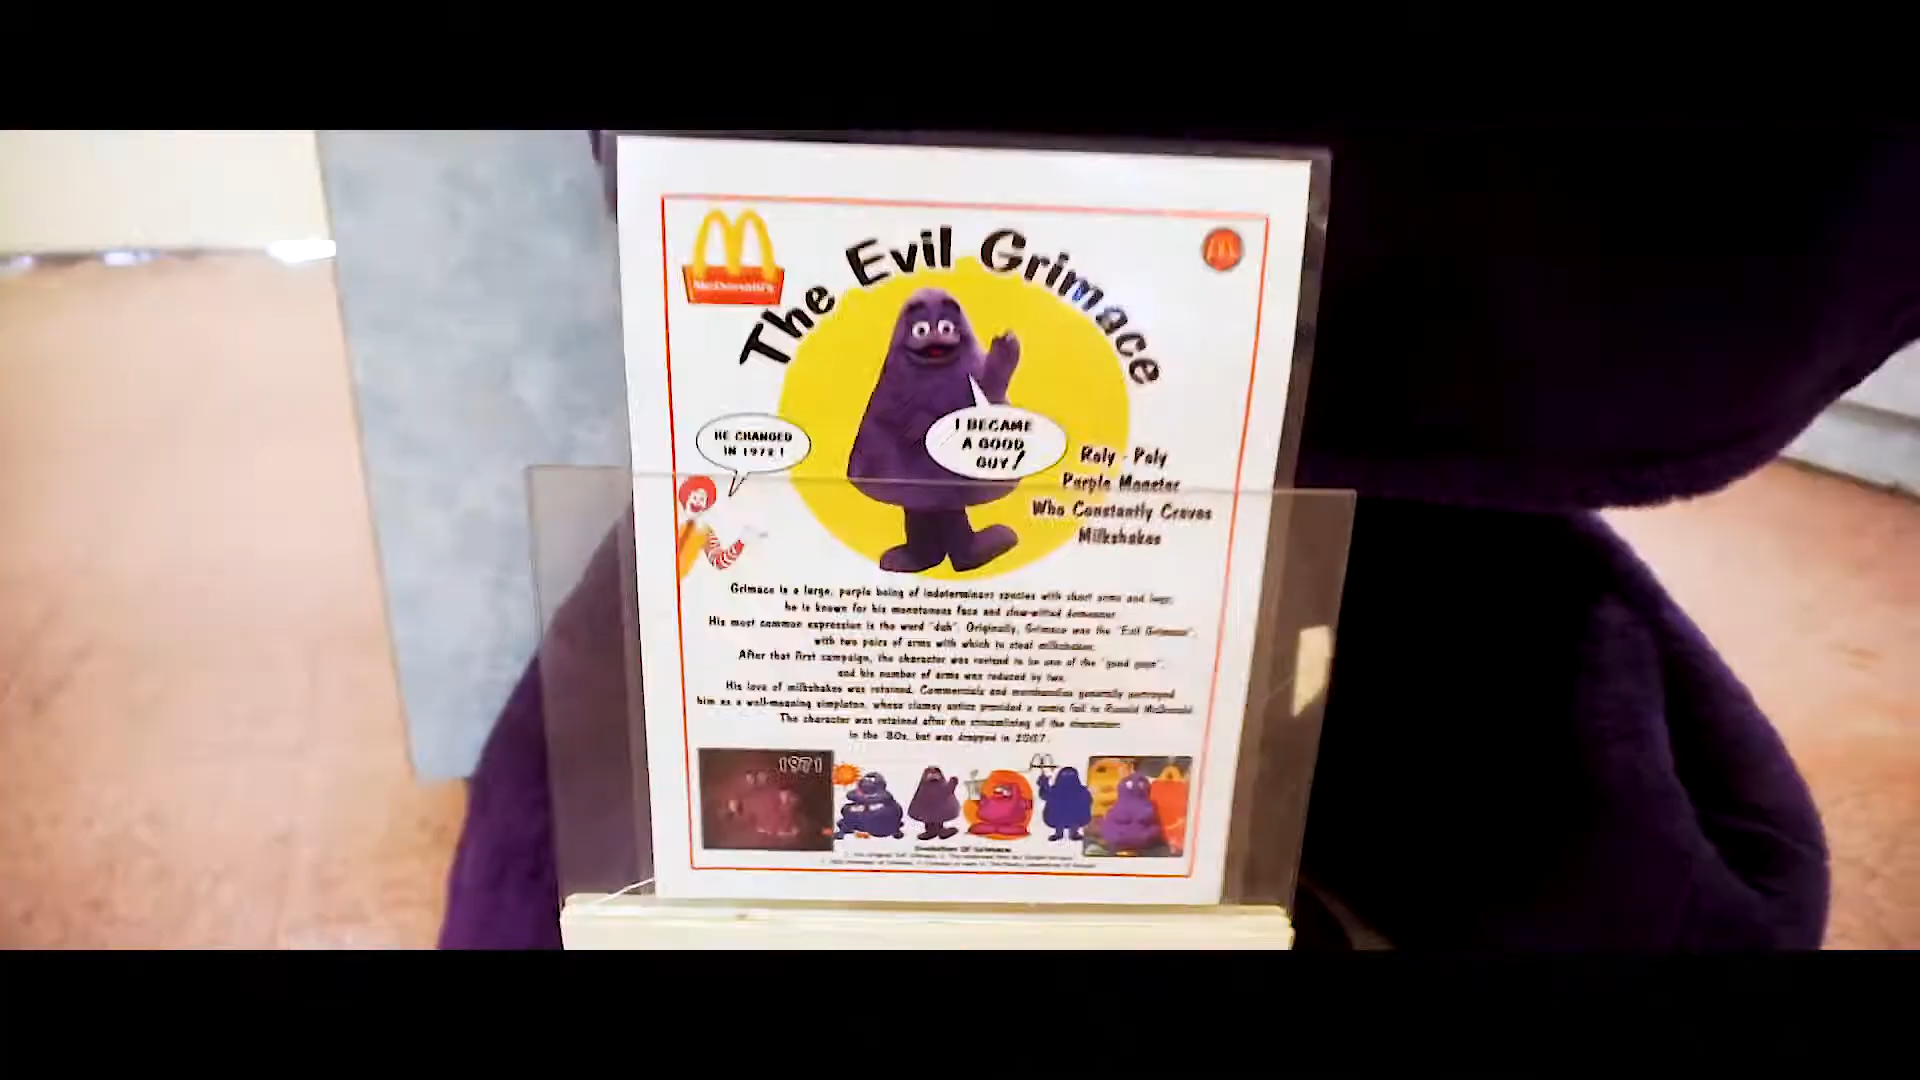 McDonald's
The Evil Grimace
HE CHANGED
IN 1972!
I BECAME
A GOOD
GUY!
Roly - Poly
Purple Monster
Who Constantly Craves
Milkshakes
Grimace is a large, purple being of indeterminate species with short arms and legs,
he is known for his monotonous face and slow-witted demeanor.
His most common expression is the word "duh". Originally, Grimace was the "Evil Grimace",
with two pairs of arms with which to steal milkshakes.
After that first campaign, the character was revised to be one of the "good guys",
and his number of arms was reduced by two.
His love of milkshakes was retained. Commercials and merchandise generally portrayed
him as a well-meaning simpleton, whose clumsy antics provided a comic foil to Ronald McDonald.
The character was retained after the streamlining of the characters
in the '80s, but was dropped in 2007.
1971
Evolution Of Grimace